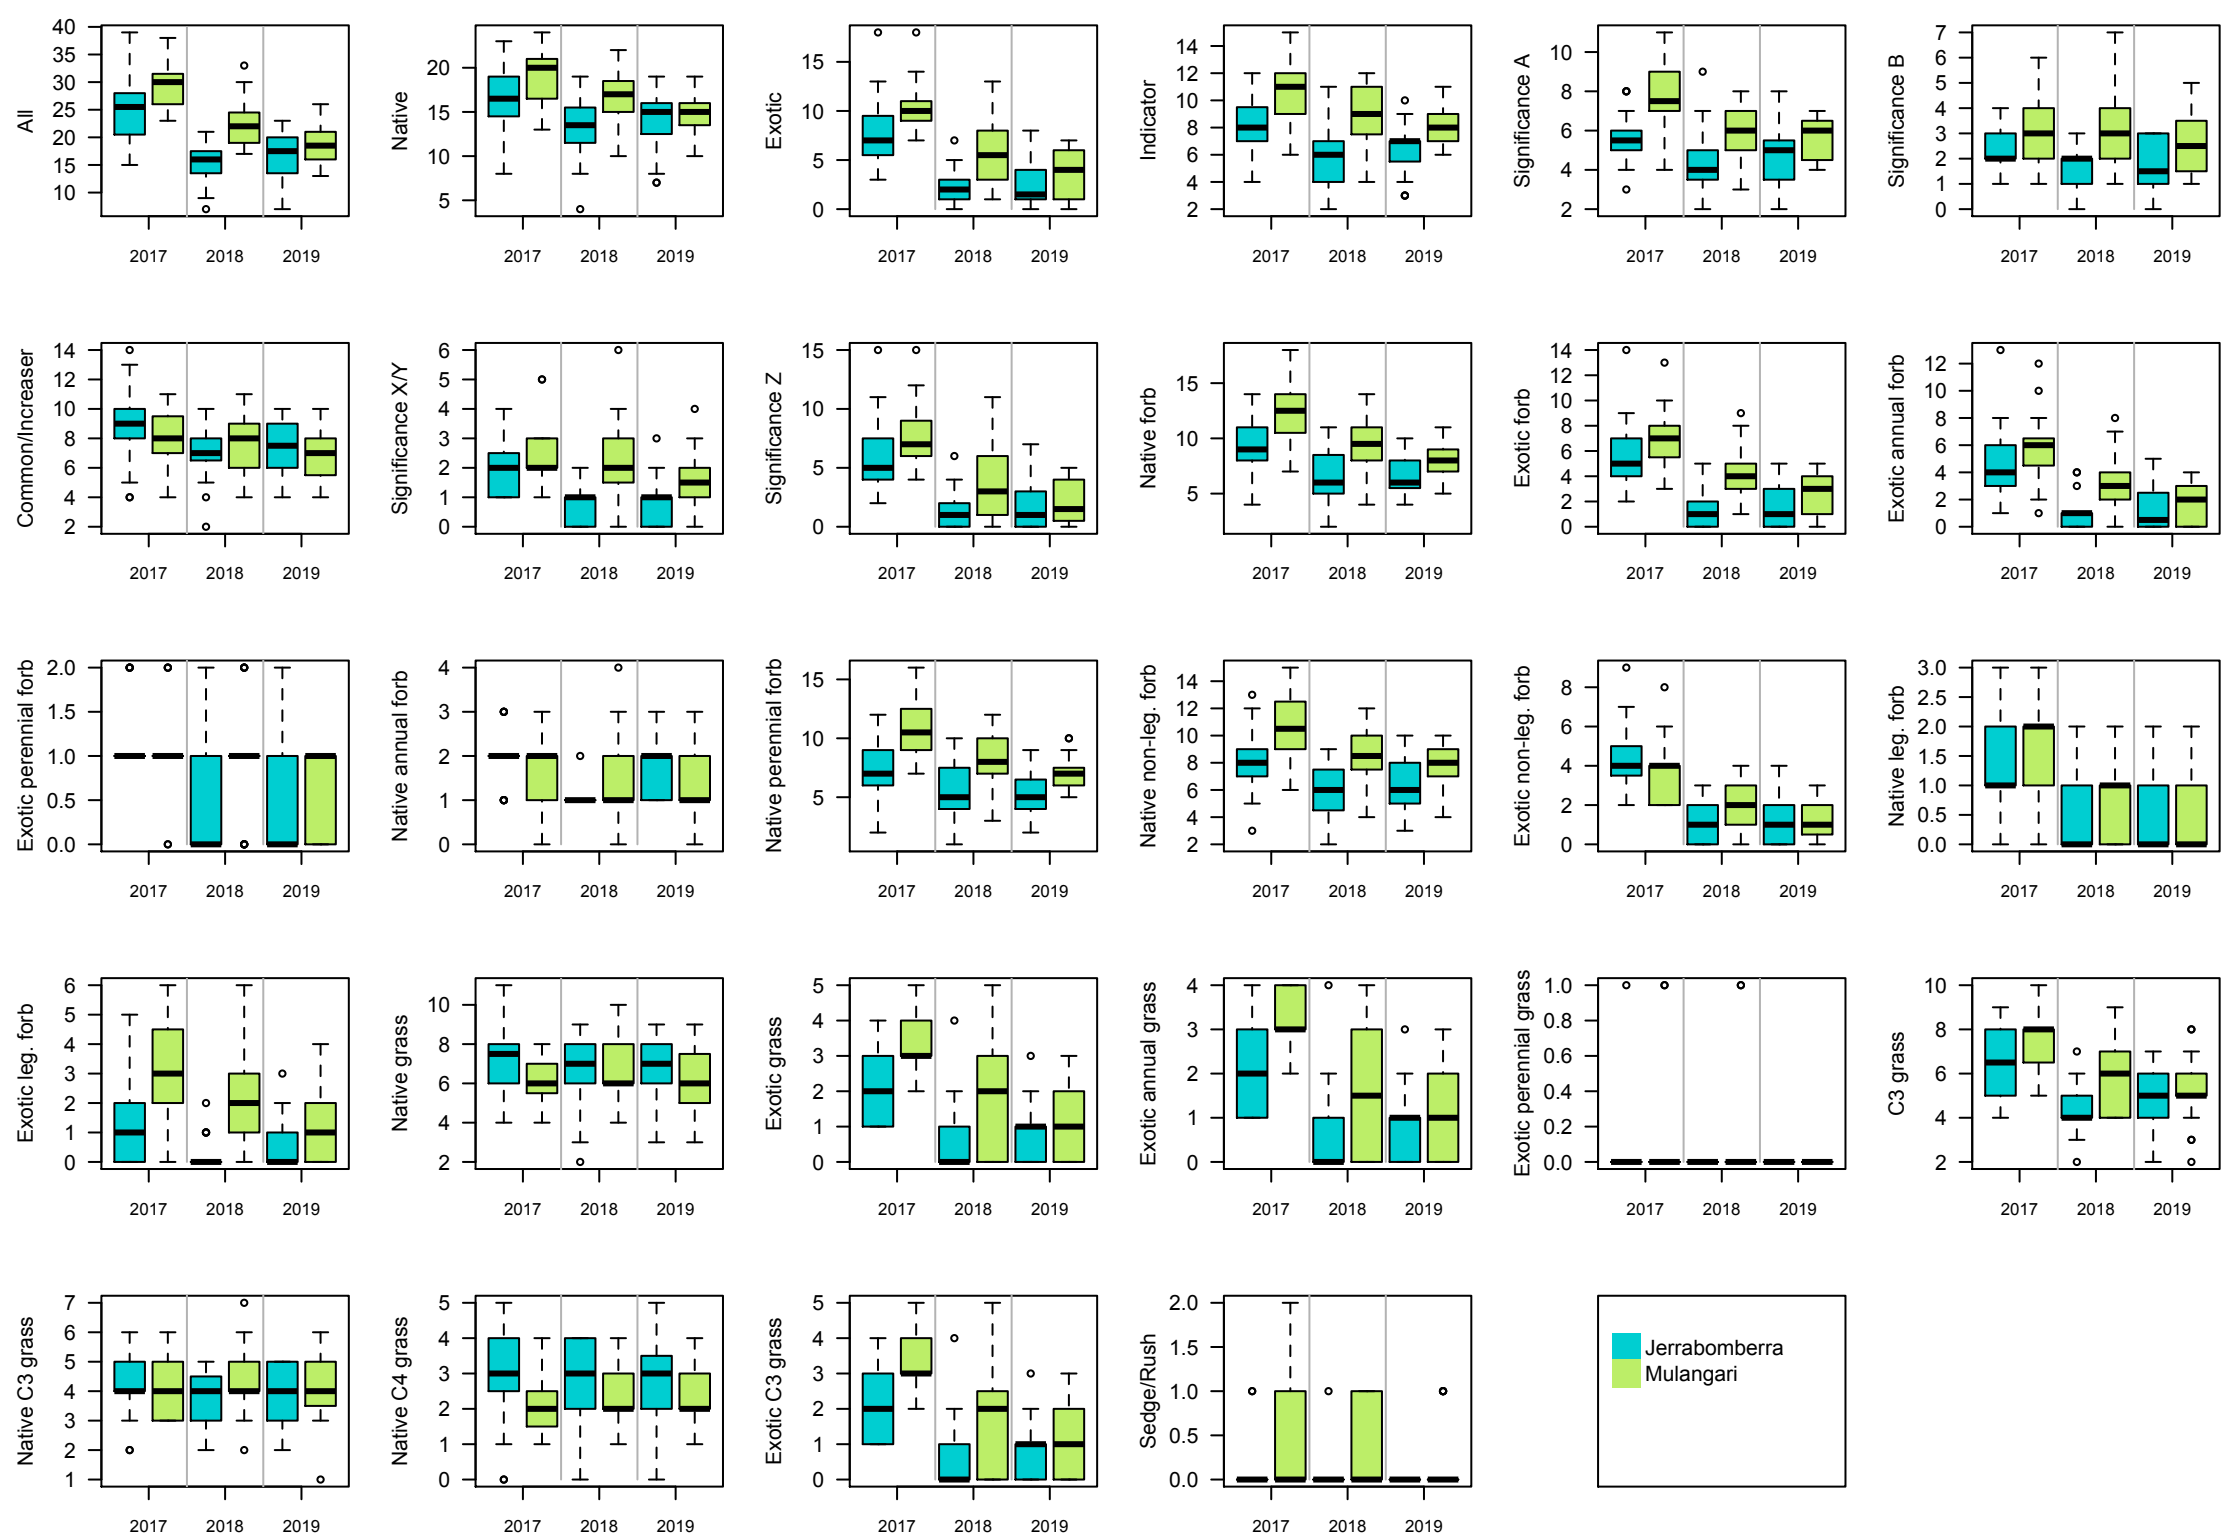 All
40
35
30
25
20
15
10
2017 2018 2019
Native
20
15
10
5
2017 2018 2019
Exotic
15
10
5
0
2017 2018 2019
Indicator
14
12
10
8
6
4
2
2017 2018 2019
Significance A
10
8
6
4
2
2017 2018 2019
Significance B
7
6
5
4
3
2
1
0
2017 2018 2019
Common/Increaser
14
12
10
8
6
4
2
2017 2018 2019
Significance X/Y
6
5
4
3
2
1
0
2017 2018 2019
Significance Z
15
10
5
0
2017 2018 2019
Native forb
15
10
5
2017 2018 2019
Exotic forb
14
12
10
8
6
4
2
0
2017 2018 2019
Exotic annual forb
12
10
8
6
4
2
0
2017 2018 2019
Exotic perennial forb
2.0
1.5
1.0
0.5
0.0
2017 2018 2019
Native annual forb
4
3
2
1
0
2017 2018 2019
Native perennial forb
15
10
5
2017 2018 2019
Native non-leg. forb
14
12
10
8
6
4
2
2017 2018 2019
Exotic non-leg. forb
8
6
4
2
0
2017 2018 2019
Native leg. forb
3.0
2.5
2.0
1.5
1.0
0.5
0.0
2017 2018 2019
Exotic leg. forb
6
5
4
3
2
1
0
2017 2018 2019
Native grass
10
8
6
4
2
2017 2018 2019
Exotic grass
5
4
3
2
1
0
2017 2018 2019
Exotic annual grass
4
3
2
1
0
2017 2018 2019
Exotic perennial grass
1.0
0.8
0.6
0.4
0.2
0.0
2017 2018 2019
C3 grass
10
8
6
4
2
2017 2018 2019
Native C3 grass
7
6
5
4
3
2
1
2017 2018 2019
Native C4 grass
5
4
3
2
1
0
2017 2018 2019
Exotic C3 grass
5
4
3
2
1
0
2017 2018 2019
Sedge/Rush
2.0
1.5
1.0
0.5
0.0
2017 2018 2019
Jerrabomberra
Mulangari